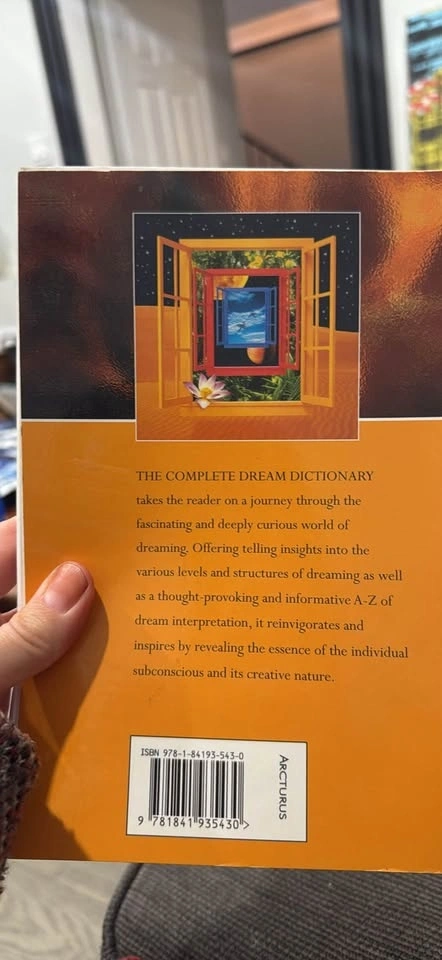 THE COMPLETE DREAM DICTIONARY
takes the reader on a journey through the
fascinating and deeply curious world of
dreaming. Offering telling insights into the
various levels and structures of dreaming as well
as a thought-provoking and informative A-Z of
dream interpretation, it reinvigorates and
inspires by revealing the essence of the individual
subconscious and its creative nature.
ISBN 978-1-84193-543-0
9 781841 935430 >
ARCTURUS